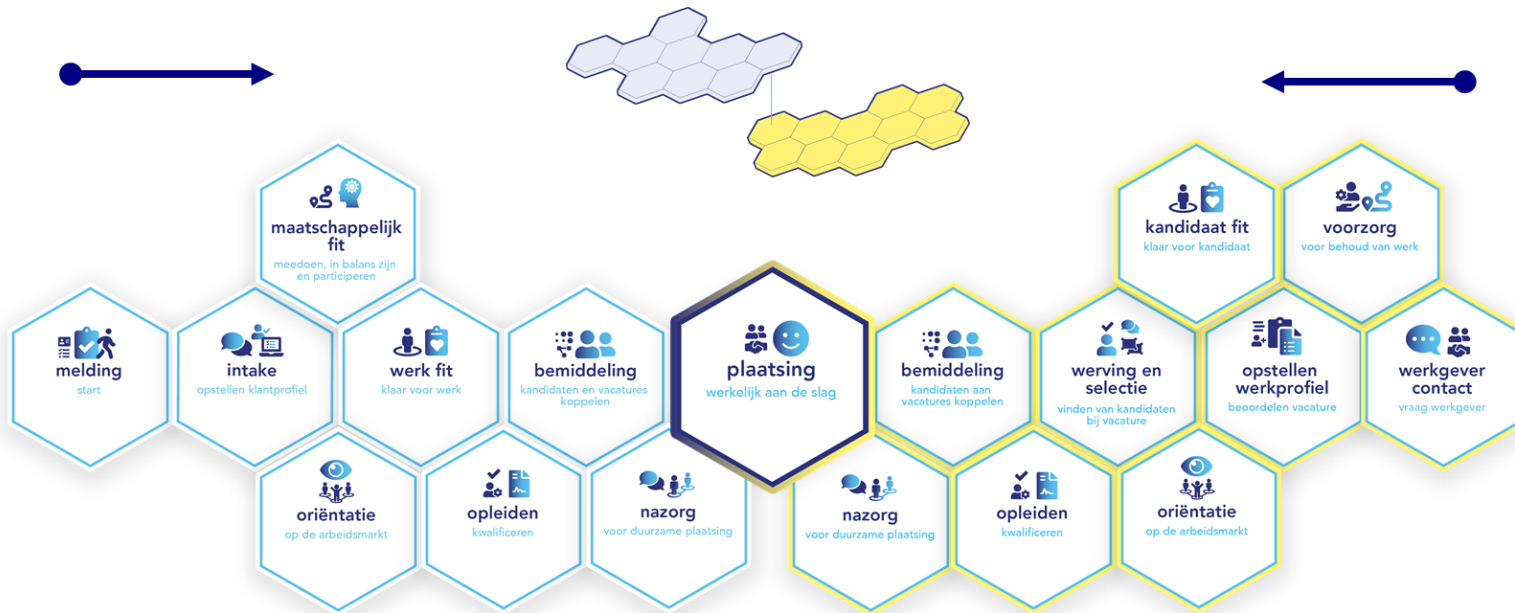 maatschappelijk
fit
meedoen, in balans zijn
en participeren
kandidaat fit
klaar voor kandidaat
voorzorg
voor behoud van werk
melding
start
intake
opstellen klantprofiel
werk fit
klaar voor werk
bemiddeling
kandidaten en vacatures
koppelen
plaatsing
werkelijk aan de slag
bemiddeling
kandidaten aan
vacatures koppelen
werving en
selectie
vinden van kandidaten
bij vacature
opstellen
werkprofiel
beoordelen vacature
werkgever
contact
vraag werkgever
oriëntatie
op de arbeidsmarkt
opleiden
kwalificeren
nazorg
voor duurzame plaatsing
nazorg
voor duurzame plaatsing
opleiden
kwalificeren
oriëntatie
op de arbeidsmarkt